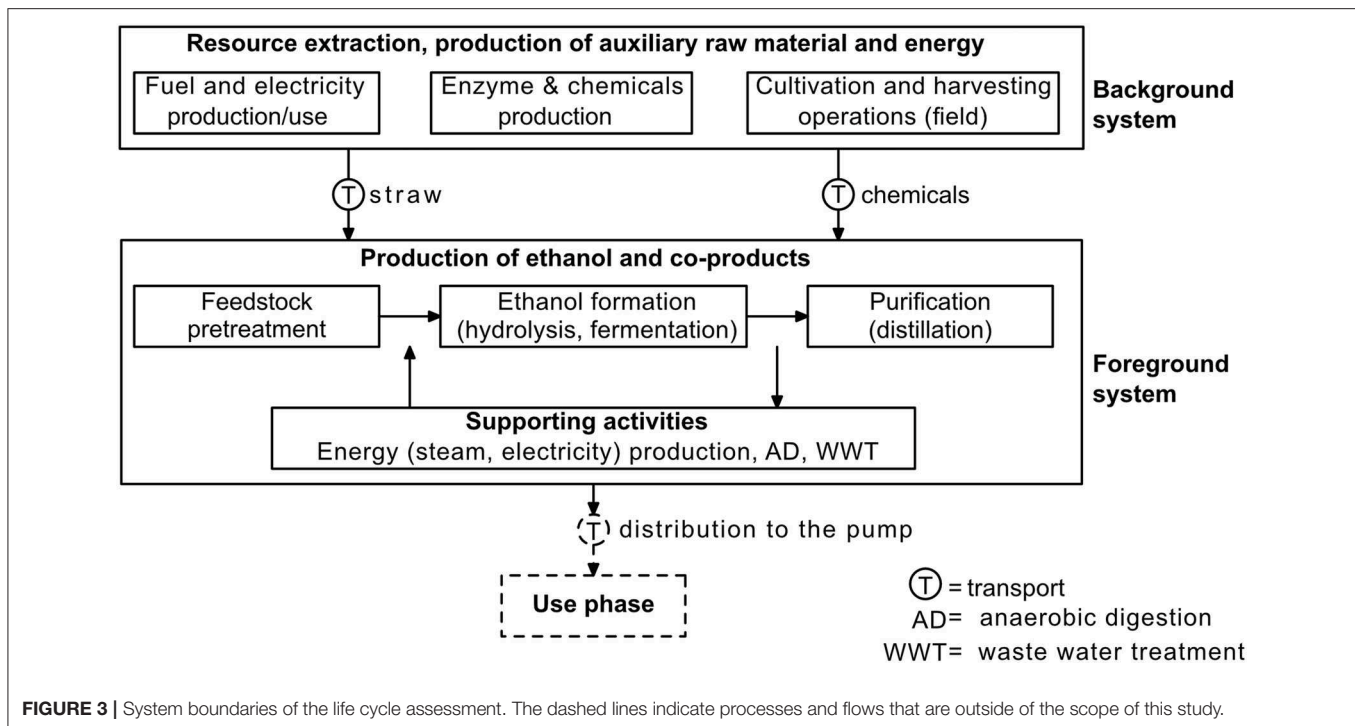 Resource extraction, production of auxiliary raw material and energy
Fuel and electricity
production/use
Enzyme & chemicals
production
Cultivation and harvesting
operations (field)
Background
system
T straw
T chemicals
Production of ethanol and co-products
Feedstock
pretreatment
Ethanol formation
(hydrolysis, fermentation)
Purification
(distillation)
Foreground
system
Supporting activities
Energy (steam, electricity) production, AD, WWT
T distribution to the pump
Use phase
T = transport
AD= anaerobic digestion
WWT= waste water treatment
FIGURE 3 | System boundaries of the life cycle assessment. The dashed lines indicate processes and flows that are outside of the scope of this study.